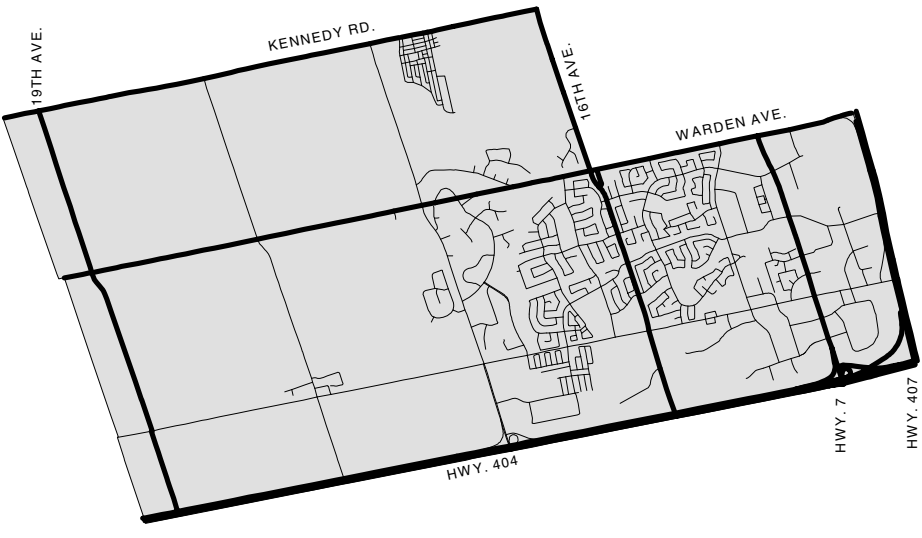 KENNEDY RD.
19TH AVE.
16TH AVE.
WARDEN AVE.
HWY. 404
HWY. 7
HWY. 407